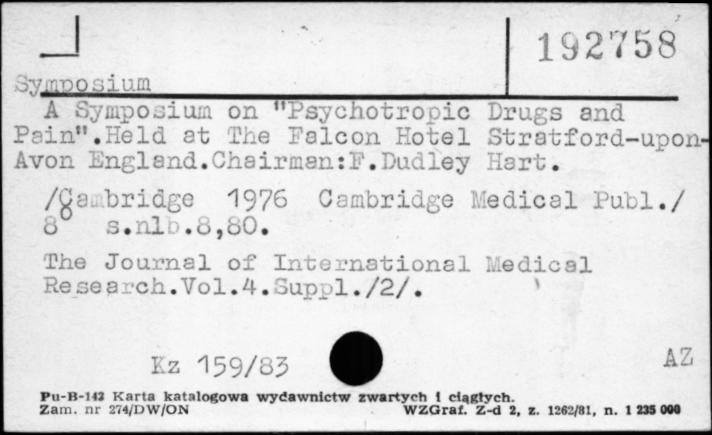 192758
Symposium
A Symposium on "Psychotropic Drugs and
Pain".Held at The Falcon Hotel Stratford-upon-
Avon England.Chairman:F.Dudley Hart.
/Cambridge 1976 Cambridge Medical Publ./
8° s.nlb.8,80.
The Journal of International Medical
Research.Vol.4.Suppl./2/.
Kz 159/83 AZ
Pu-B-143 Karta katalogowa wydawnictw zwartych i ciągłych.
Zam. nr 274/DW/ON WZGraf. Z-d 2, z. 1262/81, n. 1 235 000